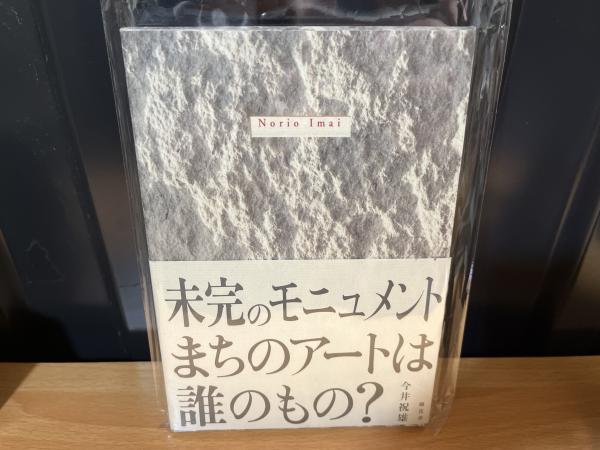 Norio Imai
未完のモニュメント
まちのアートは
誰のもの?
今井祝雄